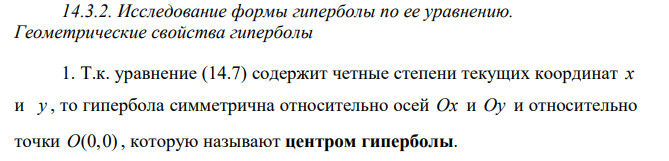 14.3.2. Исследование формы гиперболы по ее уравнению.
Геометрические свойства гиперболы
1. Т.к. уравнение (14.7) содержит четные степени текущих координат x
и y , то гипербола симметрична относительно осей Ox и Oy и относительно
точки O(0,0) , которую называют центром гиперболы.